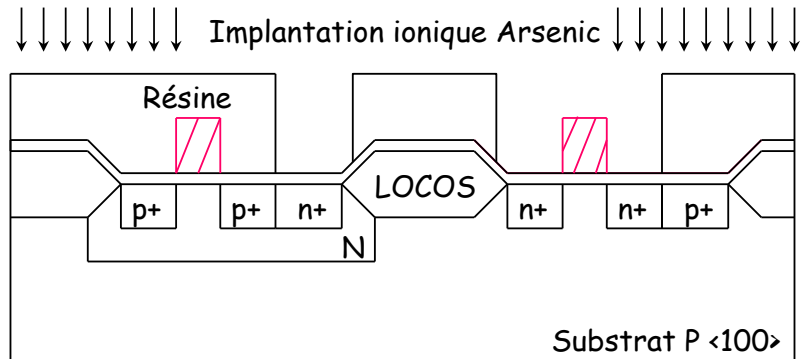 Implantation ionique Arsenic
Résine
LOCOS
p+ p+ n+ n+ n+ p+
N
Substrat P <100>